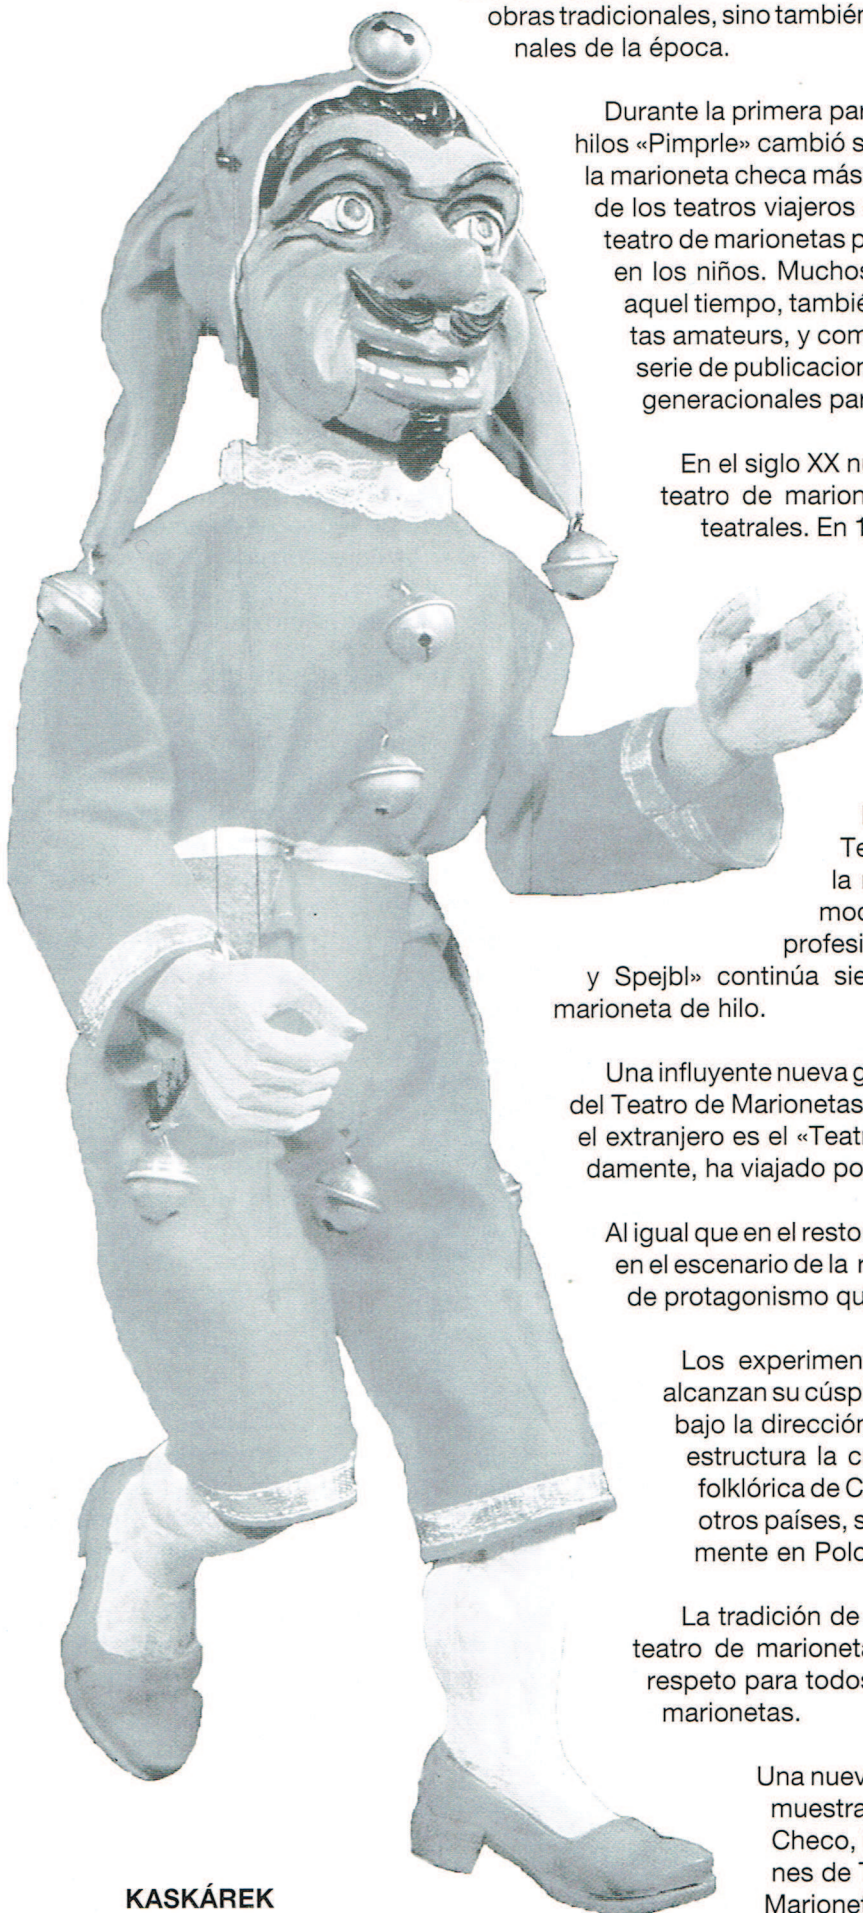 obras tradicionales, sino también
nales de la época.
Durante la primera par
hilos «Pimprle» cambió s
la marioneta checa más
de los teatros viajeros
teatro de marionetas p
en los niños. Muchos
aquel tiempo, tambié
tas amateurs, y com
serie de publicacion
generacionales par
En el siglo XX n
teatro de marion
teatrales. En 1
Te
la
mod
profesi
y Spejbl» continúa sie
marioneta de hilo.
Una influyente nueva g
del Teatro de Marionetas
el extranjero es el «Teatr
damente, ha viajado po
Al igual que en el resto
en el escenario de la r
de protagonismo qu
Los experimen
alcanzan su cúsp
bajo la dirección
estructura la c
folklórica de C
otros países, s
mente en Polo
La tradición de
teatro de marioneta
respeto para todos
marionetas.
Una nuev
muestra
Checo,
nes de T
Marionet
KASKÁREK